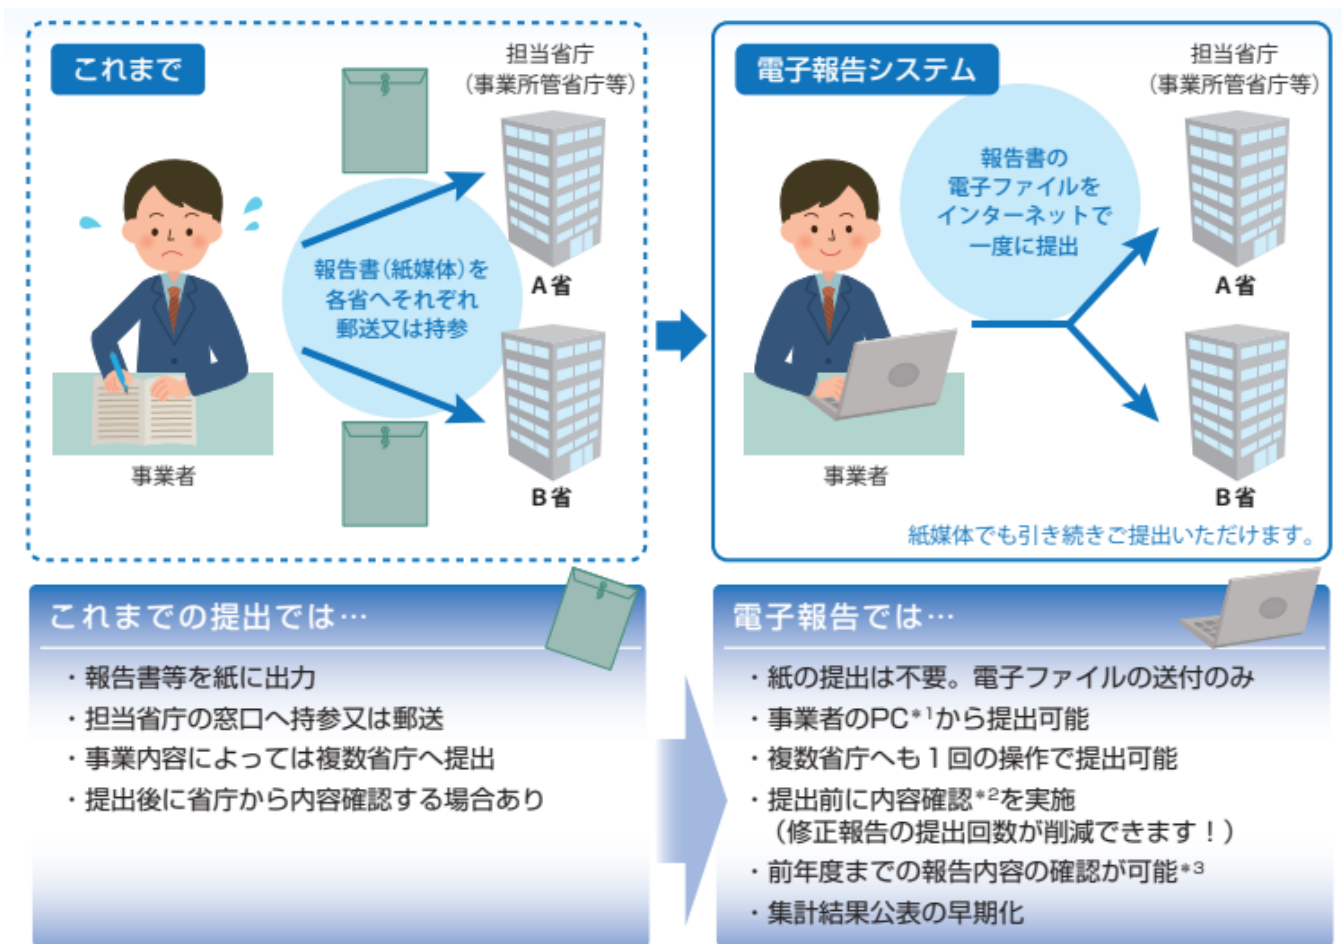 これまで
担当省庁
（事業所管省庁等）
報告書（紙媒体）を
各省へそれぞれ
郵送又は持参
A省
B省
事業者
電子報告システム
担当省庁
（事業所管省庁等）
報告書の
電子ファイルを
インターネットで
一度に提出
A省
B省
事業者
紙媒体でも引き続きご提出いただけます。
これまでの提出では…
・報告書等を紙に出力
・担当省庁の窓口へ持参又は郵送
・事業内容によっては複数省庁へ提出
・提出後に省庁から内容確認する場合あり
電子報告では…
・紙の提出は不要。電子ファイルの送付のみ
・事業者のPC*1から提出可能
・複数省庁へも1回の操作で提出可能
・提出前に内容確認*2を実施
（修正報告の提出回数が削減できます！）
・前年度までの報告内容の確認が可能*3
・集計結果公表の早期化